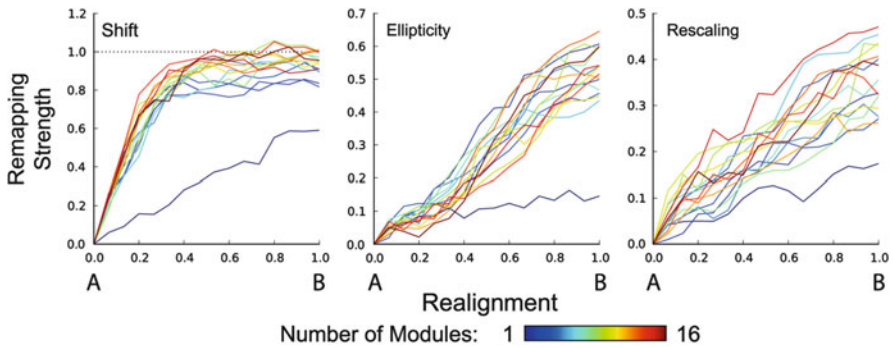 Shift
Ellipticity
Rescaling
Remapping
Strength
1.2
1.0
0.8
0.6
0.4
0.2
0.0
0.0 0.2 0.4 0.6 0.8 1.0
0.7
0.6
0.5
0.4
0.3
0.2
0.1
0.0
0.0 0.2 0.4 0.6 0.8 1.0
0.5
0.4
0.3
0.2
0.1
0.0
0.0 0.2 0.4 0.6 0.8 1.0
A B A B A B
Realignment
Number of Modules: 1 16